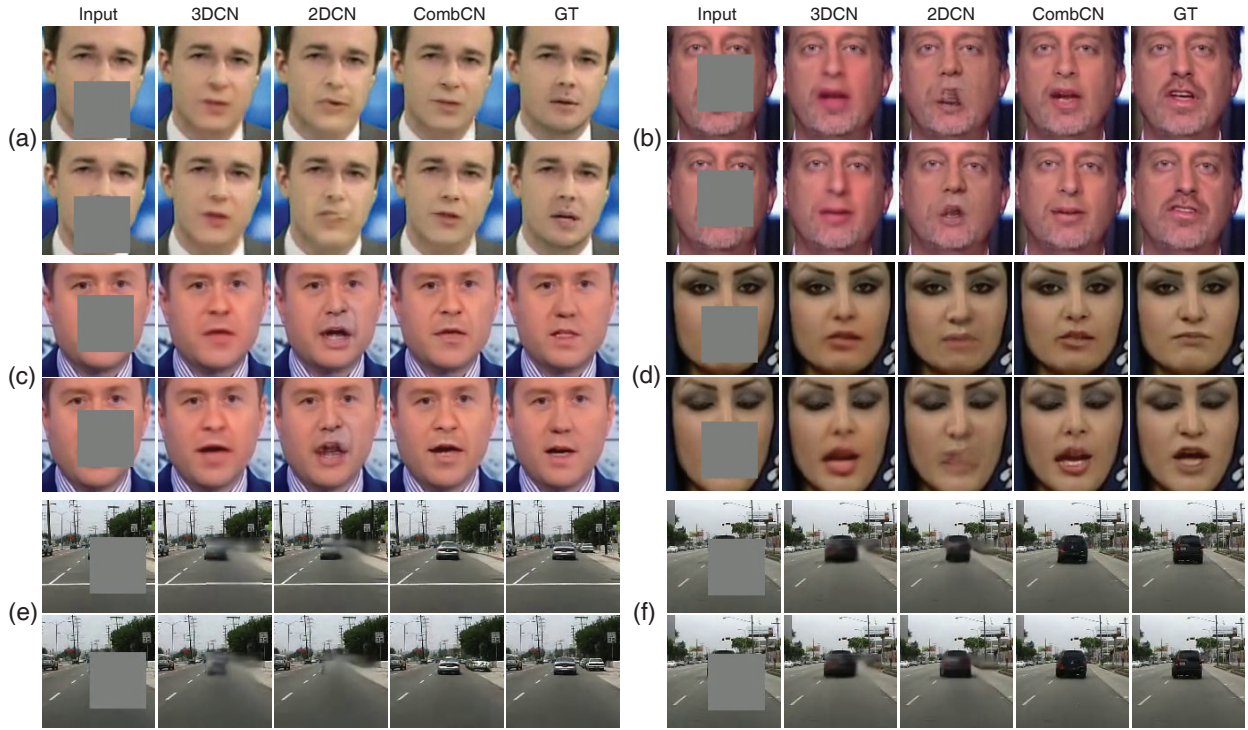 Input 3DCN 2DCN CombCN GT
Input 3DCN 2DCN CombCN GT
(a)
(b)
(c)
(d)
(e)
(f)